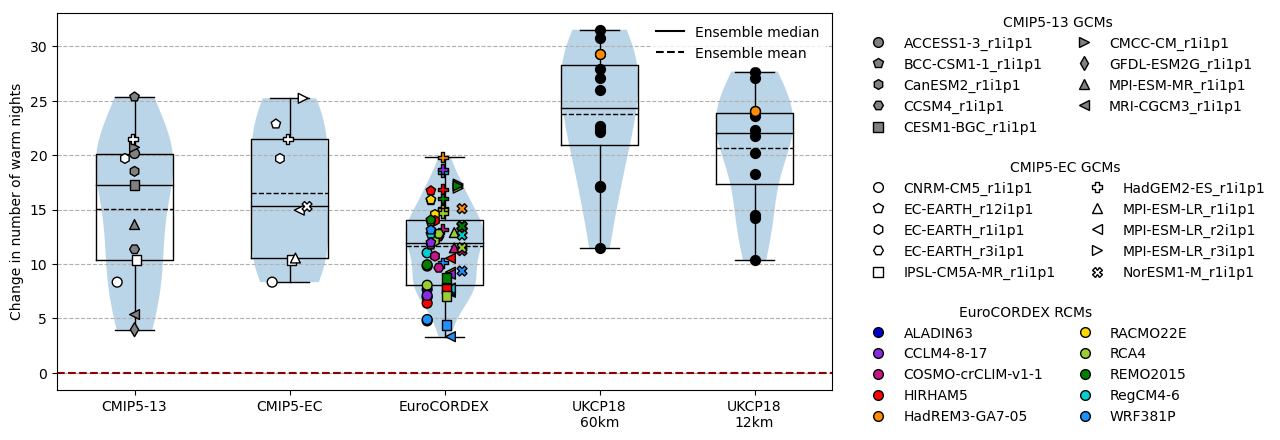 Change in number of warm nights
30
25
20
15
10
5
0
Ensemble median
Ensemble mean
CMIP5-13
CMIP5-EC
EuroCORDEX
UKCP18
60km
UKCP18
12km
CMIP5-13 GCMs
ACCESS1-3_r1i1p1
BCC-CSM1-1_r1i1p1
CanESM2_r1i1p1
CCSM4_r1i1p1
CESM1-BGC_r1i1p1
CMCC-CM_r1i1p1
GFDL-ESM2G_r1i1p1
MPI-ESM-MR_r1i1p1
MRI-CGCM3_r1i1p1
CMIP5-EC GCMs
CNRM-CM5_r1i1p1
EC-EARTH_r12i1p1
EC-EARTH_r1i1p1
EC-EARTH_r3i1p1
IPSL-CM5A-MR_r1i1p1
HadGEM2-ES_r1i1p1
MPI-ESM-LR_r1i1p1
MPI-ESM-LR_r2i1p1
MPI-ESM-LR_r3i1p1
NorESM1-M_r1i1p1
EuroCORDEX RCMs
ALADIN63
CCLM4-8-17
COSMO-crCLIM-v1-1
HIRHAM5
HadREM3-GA7-05
RACMO22E
RCA4
REMO2015
RegCM4-6
WRF381P